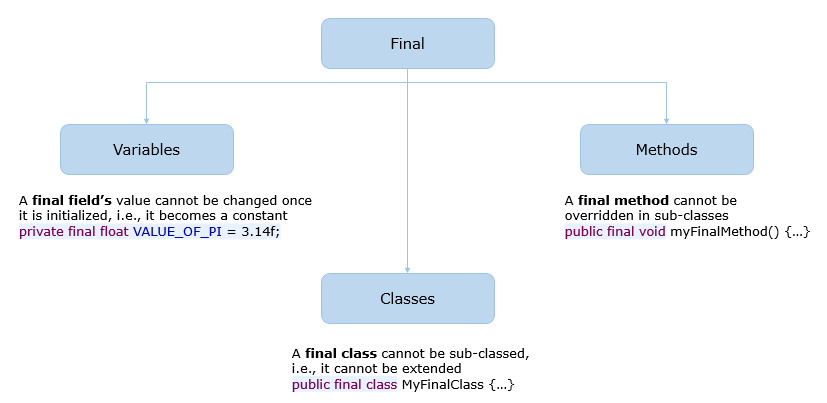 Final
Variables
Methods
A final field’s value cannot be changed once
it is initialized, i.e., it becomes a constant
private final float VALUE_OF_PI = 3.14f;
A final method cannot be
overridden in sub-classes
public final void myFinalMethod() {…}
Classes
A final class cannot be sub-classed,
i.e., it cannot be extended
public final class MyFinalClass {…}